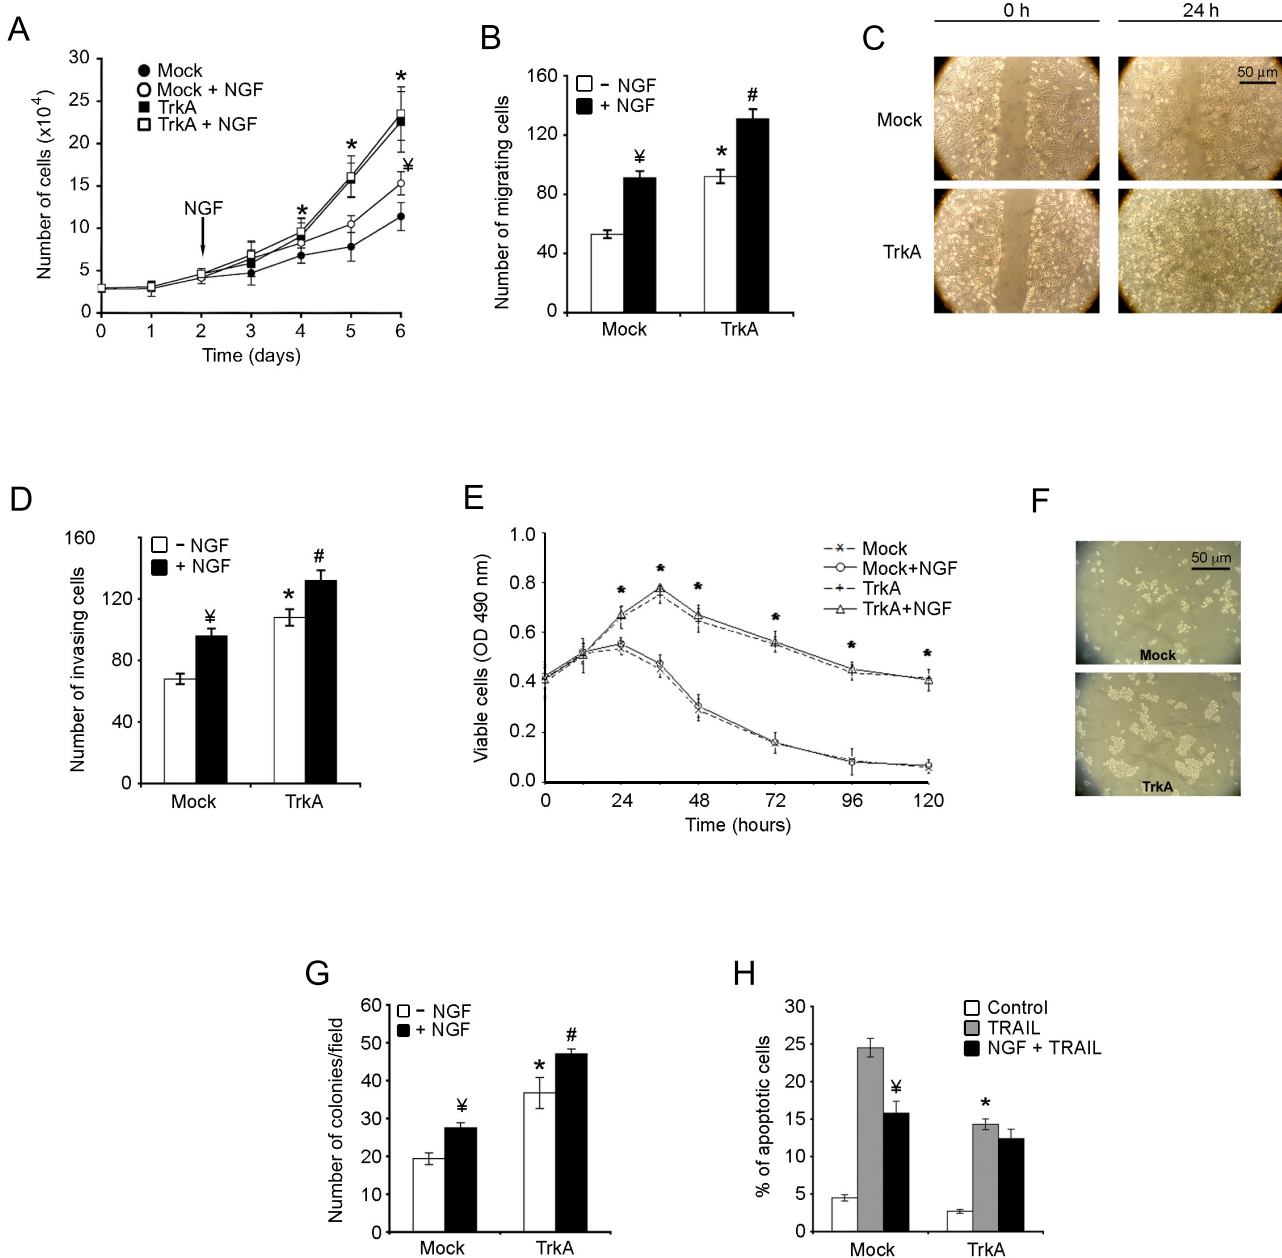 A
Number of cells (x10⁻⁴)
30
25
20
15
10
5
0
Mock
Mock + NGF
TrkA
TrkA + NGF
NGF
*
*
*
¥
0 1 2 3 4 5 6
Time (days)
B
Number of migrating cells
160
120
80
40
0
– NGF
+ NGF
¥
*
#
Mock TrkA
C
0 h 24 h
50 µm
Mock
TrkA
D
Number of invasing cells
160
120
80
40
0
– NGF
+ NGF
¥
*
#
Mock TrkA
E
Viable cells (OD 490 nm)
1.0
0.8
0.6
0.4
0.2
0.0
Mock
Mock+NGF
TrkA
TrkA+NGF
* * * * * *
0 24 48 72 96 120
Time (hours)
F
50 µm
Mock
TrkA
G
Number of colonies/field
60
50
40
30
20
10
0
– NGF
+ NGF
¥
*
#
Mock TrkA
H
% of apoptotic cells
30
25
20
15
10
5
0
Control
TRAIL
NGF + TRAIL
¥
*
Mock TrkA